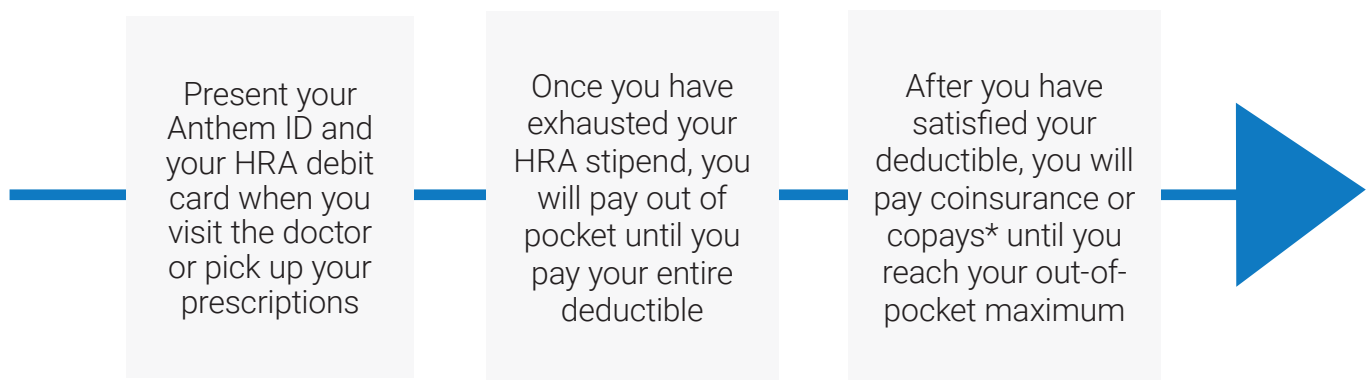 Present your
Anthem ID and
your HRA debit
card when you
visit the doctor
or pick up your
prescriptions
Once you have
exhausted your
HRA stipend, you
will pay out of
pocket until you
pay your entire
deductible
After you have
satisfied your
deductible, you will
pay coinsurance or
copays* until you
reach your out-of-
pocket maximum